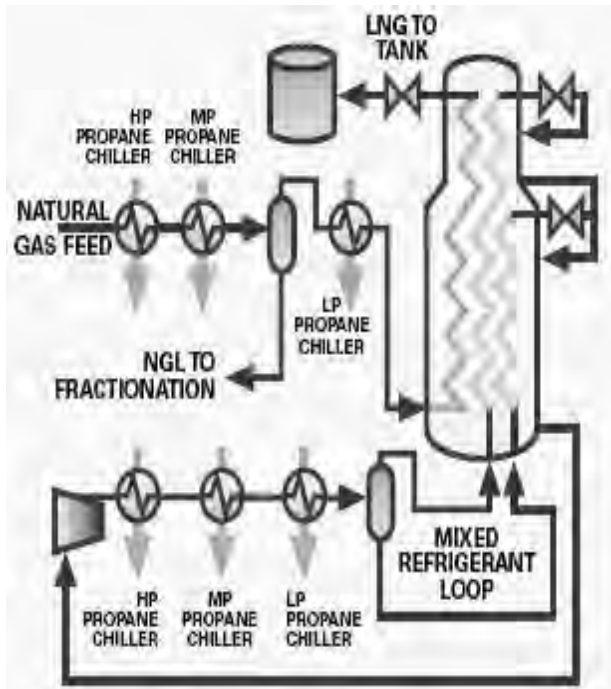 LNG TO
TANK
HP
PROPANE
CHILLER
MP
PROPANE
CHILLER
NATURAL
GAS FEED
LP
PROPANE
CHILLER
NGL TO
FRACTIONATION
MIXED
REFRIGERANT
LOOP
HP
PROPANE
CHILLER
MP
PROPANE
CHILLER
LP
PROPANE
CHILLER